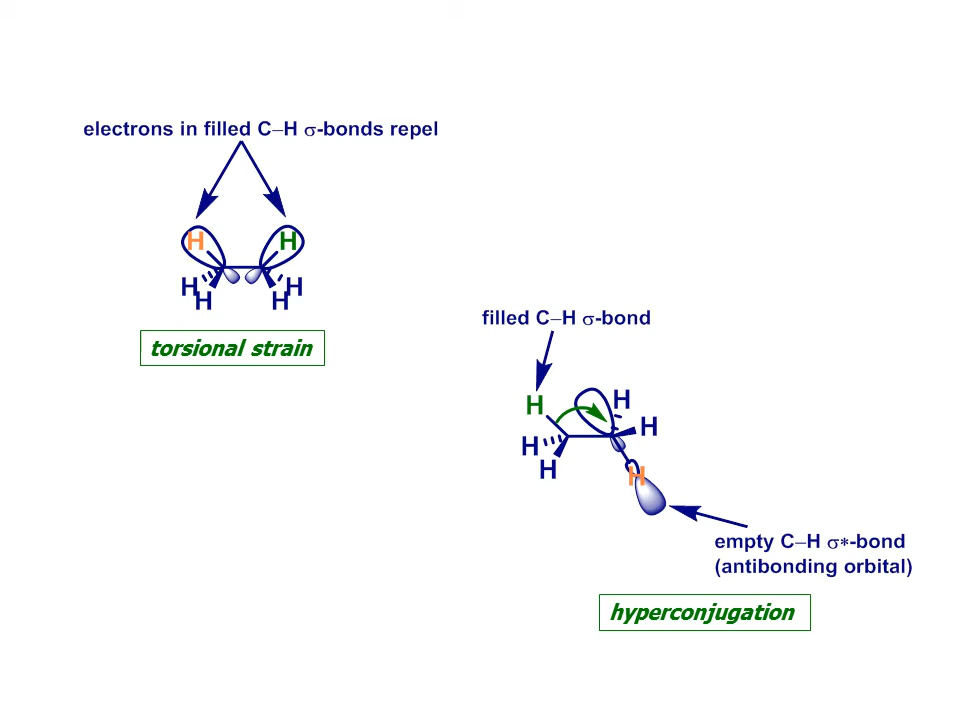 electrons in filled C–H σ-bonds repel
H H
H H
H H
torsional strain
filled C–H σ-bond
H H
H
H
H
H
empty C–H σ*-bond
(antibonding orbital)
hyperconjugation